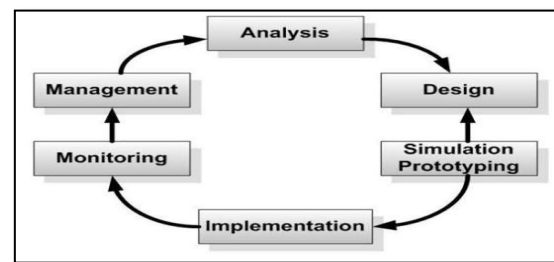 Analysis
Management
Design
Monitoring
Simulation
Prototyping
Implementation